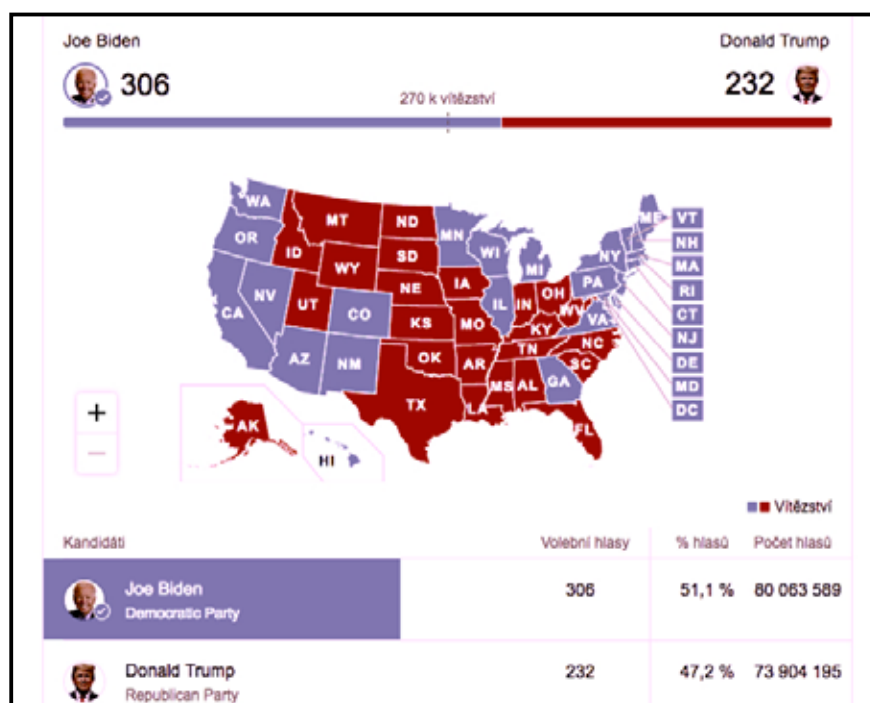 Joe Biden
Donald Trump
306
232
270 k vítězství
WA
OR
CA
NV
ID
MT
WY
UT
AZ
CO
NM
ND
SD
NE
KS
OK
TX
MN
IA
MO
AR
LA
WI
IL
MI
IN
OH
KY
TN
MS
AL
GA
FL
SC
NC
VA
WV
PA
NY
ME
VT
NH
MA
RI
CT
NJ
DE
MD
DC
AK
HI
+
−
Vítězství
Kandidáti Volební hlasy % hlasů Počet hlasů
Joe Biden 306 51,1 % 80 063 589
Democratic Party
Donald Trump 232 47,2 % 73 904 195
Republican Party